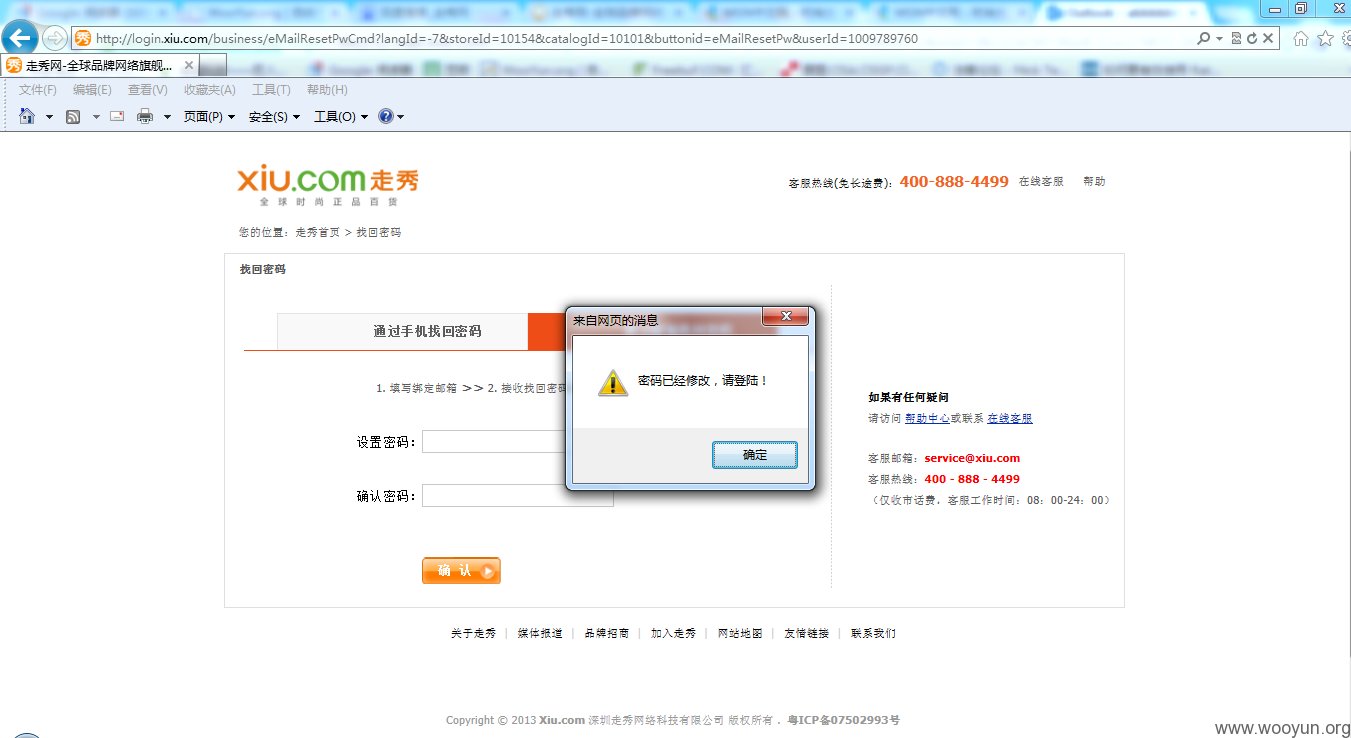 http://login.xiu.com/business/eMailResetPwCmd?langId=-7&storeId=10154&catalogId=10101&buttonid=eMailResetPw&userId=1009789760
走秀网-全球品牌网络旗舰...
文件(F) 编辑(E) 查看(V) 收藏夹(A) 工具(T) 帮助(H)
页面(P) 安全(S) 工具(O)
xiu.com 走秀
全球时尚正品百货
客服热线(免长途费): 400-888-4499 在线客服 帮助
您的位置: 走秀首页 > 找回密码
找回密码
通过手机找回密码
1. 填写绑定邮箱 >> 2. 接收找回密码
设置密码:
确认密码:
确 认
来自网页的消息
密码已经修改，请登陆！
确定
如果有任何疑问
请访问 帮助中心或联系 在线客服
客服邮箱: service@xiu.com
客服热线: 400 - 888 - 4499
（仅收市话费，客服工作时间: 08: 00-24: 00）
关于走秀 | 媒体报道 | 品牌招商 | 加入走秀 | 网站地图 | 友情链接 | 联系我们
Copyright © 2013 Xiu.com 深圳走秀网络科技有限公司 版权所有 . 粤ICP备07502993号
www.wooyun.org